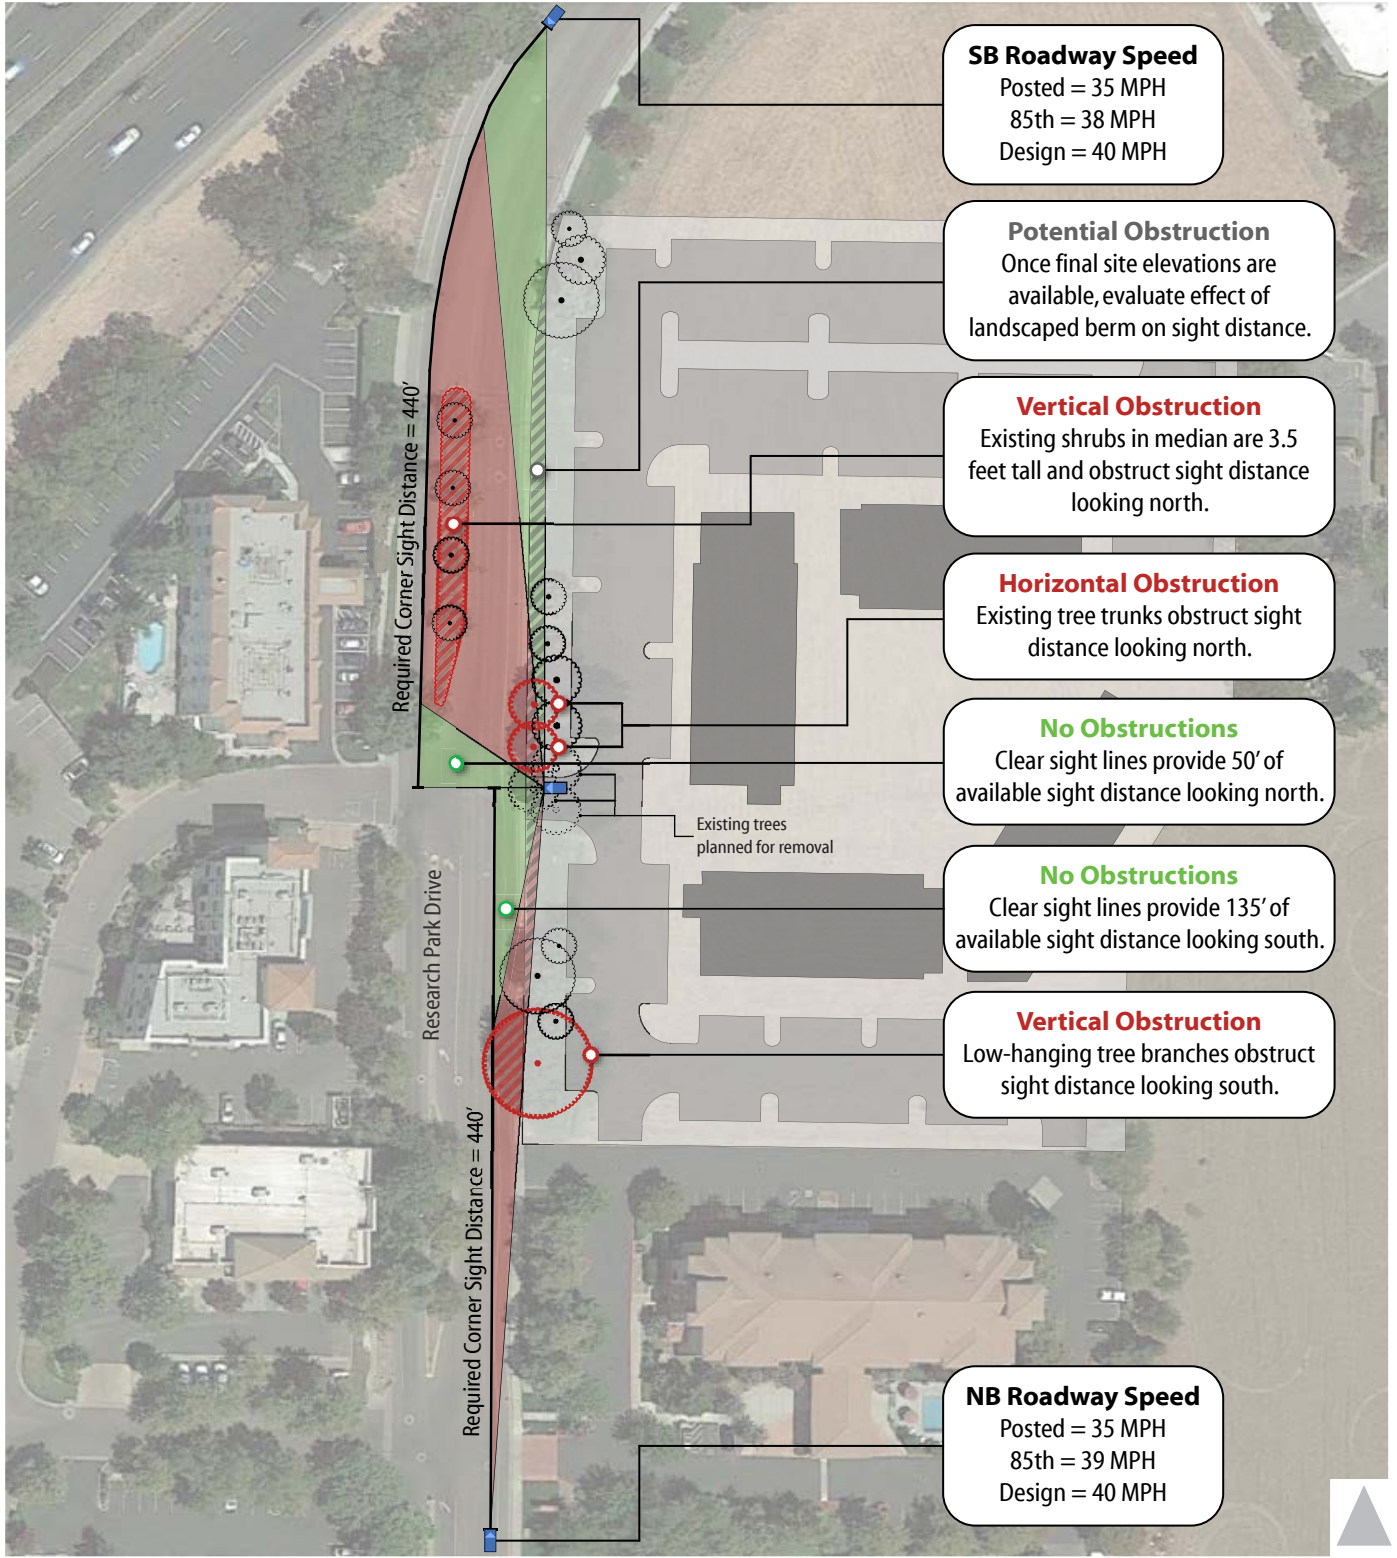 SB Roadway Speed
Posted = 35 MPH
85th = 38 MPH
Design = 40 MPH
Potential Obstruction
Once final site elevations are
available, evaluate effect of
landscaped berm on sight distance.
Vertical Obstruction
Existing shrubs in median are 3.5
feet tall and obstruct sight distance
looking north.
Required Corner Sight Distance = 440'
Horizontal Obstruction
Existing tree trunks obstruct sight
distance looking north.
No Obstructions
Clear sight lines provide 50' of
available sight distance looking north.
Existing trees
planned for removal
No Obstructions
Clear sight lines provide 135' of
available sight distance looking south.
Research Park Drive
Vertical Obstruction
Low-hanging tree branches obstruct
sight distance looking south.
Required Corner Sight Distance = 440'
NB Roadway Speed
Posted = 35 MPH
85th = 39 MPH
Design = 40 MPH